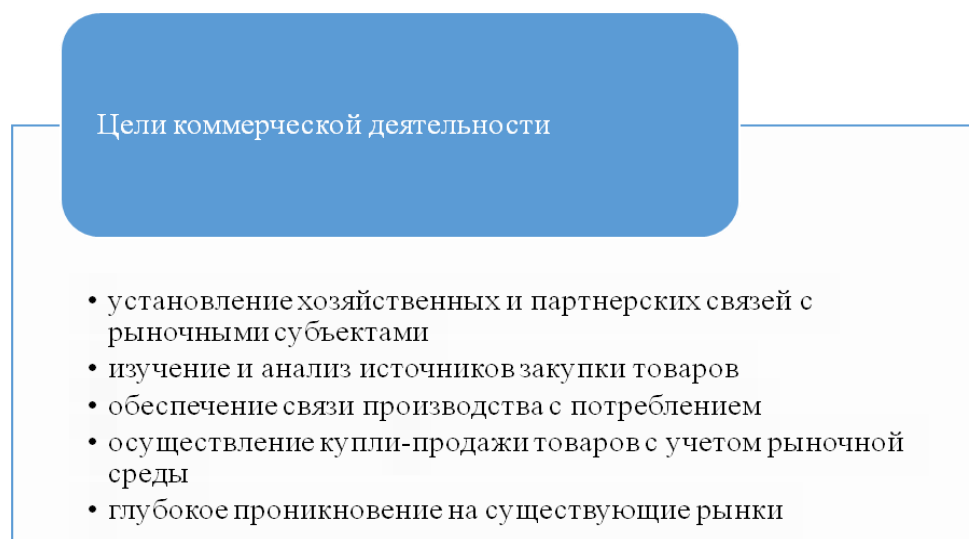 Цели коммерческой деятельности
• установление хозяйственных и партнерских связей с
рыночными субъектами
• изучение и анализ источников закупки товаров
• обеспечение связи производства с потреблением
• осуществление купли-продажи товаров с учетом рыночной
среды
• глубокое проникновение на существующие рынки